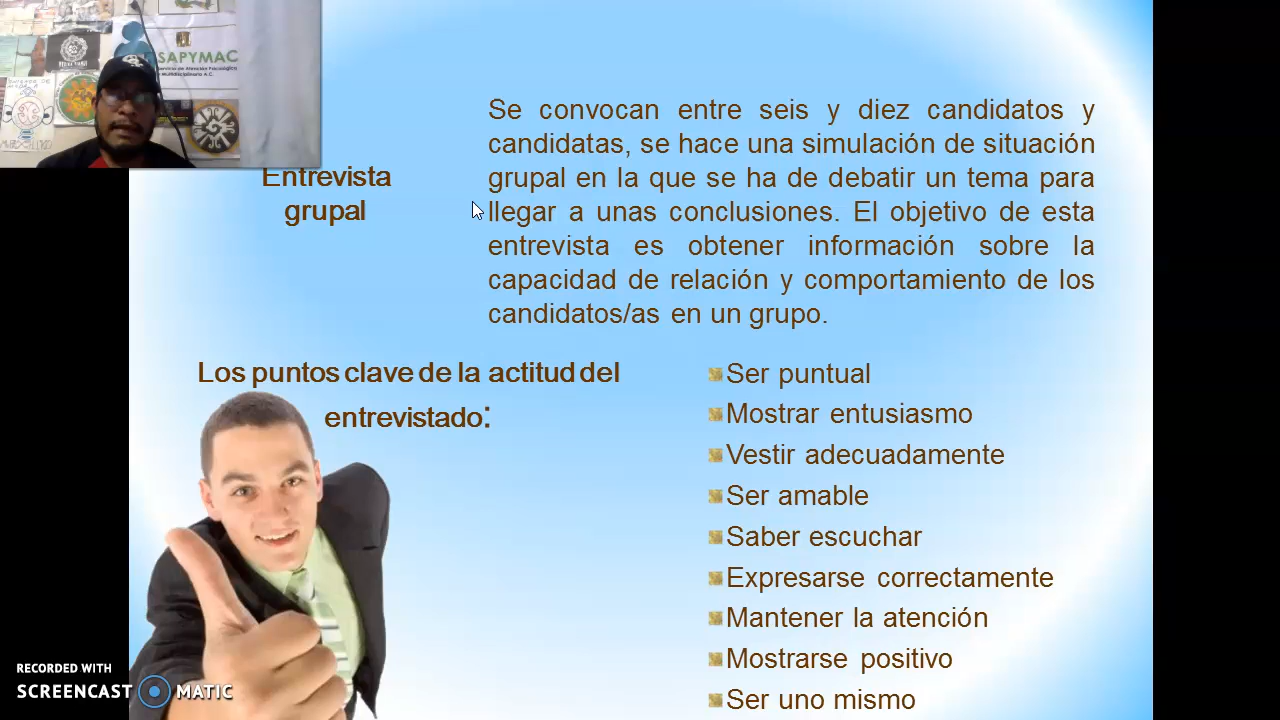 SAPYMAC
Entrevista
grupal
Se convocan entre seis y diez candidatos y
candidatas, se hace una simulación de situación
grupal en la que se ha de debatir un tema para
llegar a unas conclusiones. El objetivo de esta
entrevista es obtener información sobre la
capacidad de relación y comportamiento de los
candidatos/as en un grupo.
Los puntos clave de la actitud del
entrevistado:
Ser puntual
Mostrar entusiasmo
Vestir adecuadamente
Ser amable
Saber escuchar
Expresarse correctamente
Mantener la atención
Mostrarse positivo
Ser uno mismo
RECORDED WITH
SCREENCAST MATIC